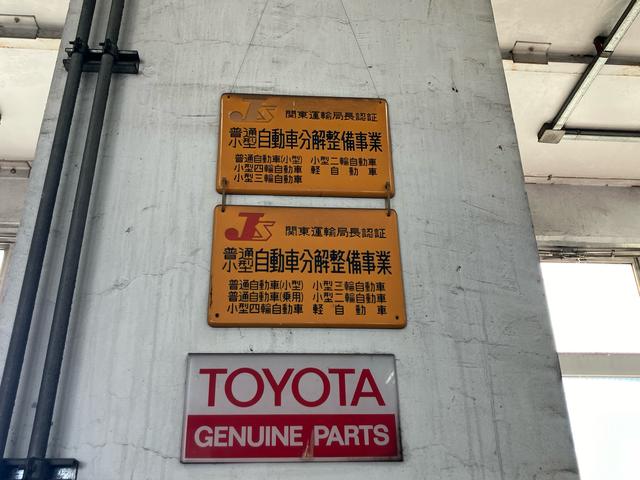 JS 関東運輸局長認証
普通 小型 自動車分解整備事業
普通自動車(小型) 小型二輪自動車
小型四輪自動車 軽自動車
小型三輪自動車
JS 関東運輸局長認証
普通 小型 自動車分解整備事業
普通自動車(小型) 小型三輪自動車
普通自動車(乗用) 小型二輪自動車
小型四輪自動車 軽自動車
TOYOTA
GENUINE PARTS